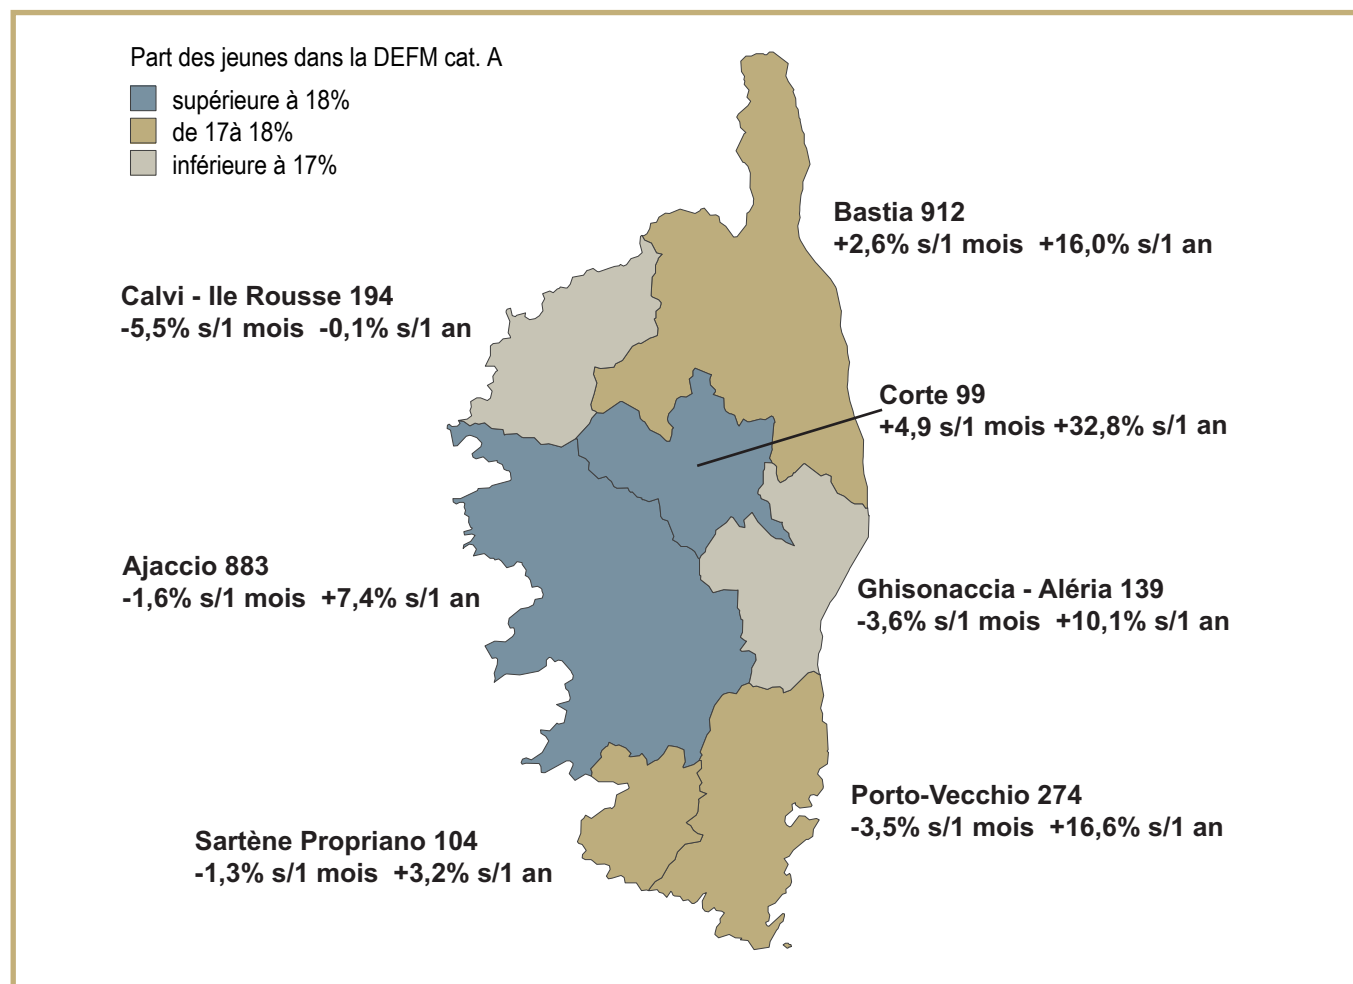 Part des jeunes dans la DEFM cat. A
supérieure à 18%
de 17à 18%
inférieure à 17%
Bastia 912
+2,6% s/1 mois +16,0% s/1 an
Calvi - Ile Rousse 194
-5,5% s/1 mois -0,1% s/1 an
Corte 99
+4,9 s/1 mois +32,8% s/1 an
Ajaccio 883
-1,6% s/1 mois +7,4% s/1 an
Ghisonaccia - Aléria 139
-3,6% s/1 mois +10,1% s/1 an
Porto-Vecchio 274
-3,5% s/1 mois +16,6% s/1 an
Sartène Propriano 104
-1,3% s/1 mois +3,2% s/1 an